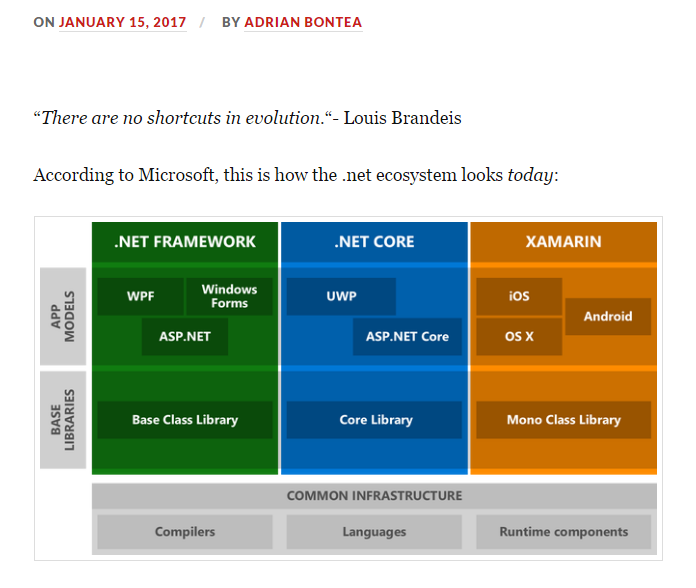 ON JANUARY 15, 2017 / BY ADRIAN BONTEA
“There are no shortcuts in evolution.“- Louis Brandeis
According to Microsoft, this is how the .net ecosystem looks today:
.NET FRAMEWORK
.NET CORE
XAMARIN
APP
MODELS
WPF
Windows
Forms
ASP.NET
UWP
ASP.NET Core
iOS
Android
OS X
BASE
LIBRARIES
Base Class Library
Core Library
Mono Class Library
COMMON INFRASTRUCTURE
Compilers
Languages
Runtime components